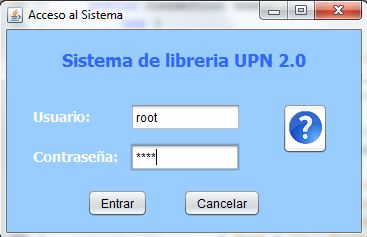 Acceso al Sistema
Sistema de libreria UPN 2.0
Usuario: root
Contraseña: ****
Entrar Cancelar